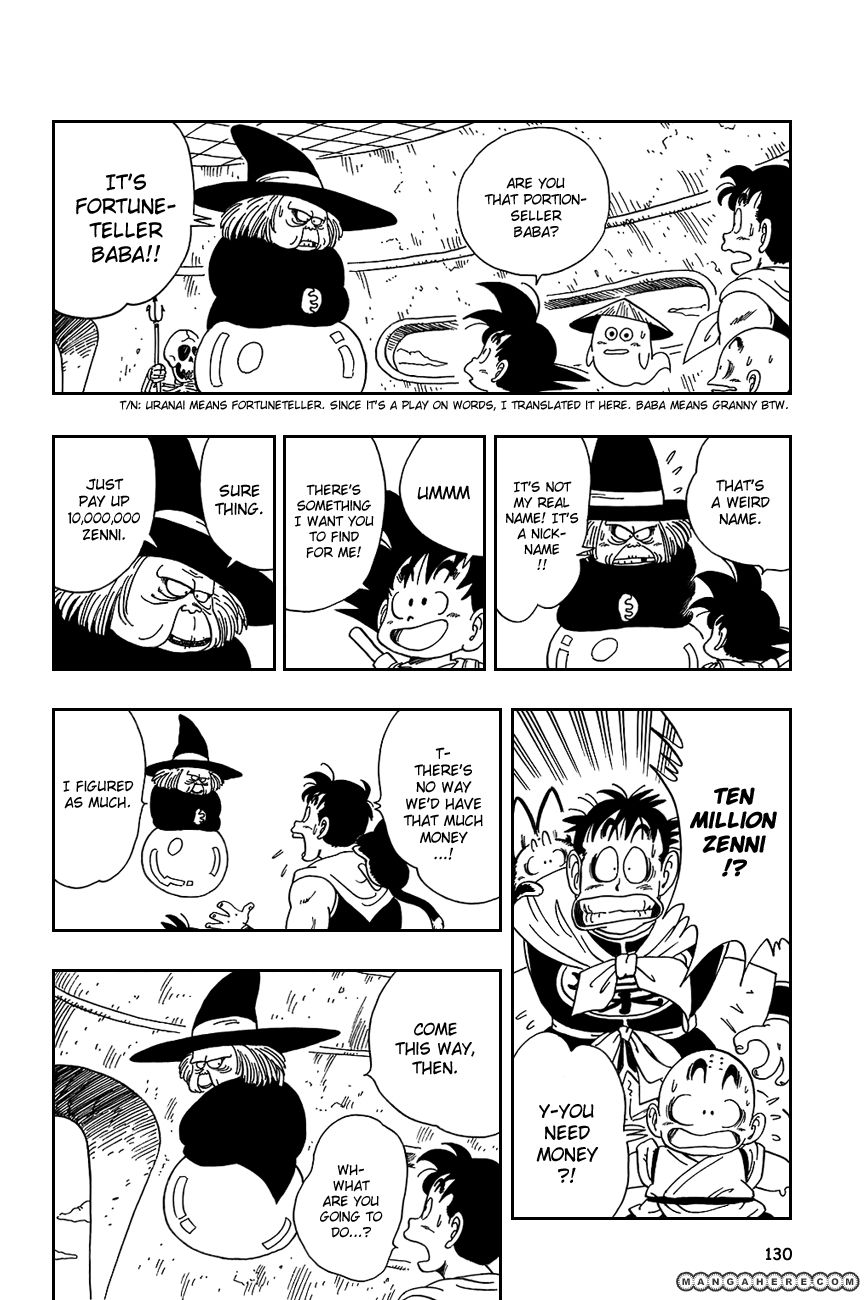 ARE YOU
THAT PORTION-
SELLER
BABA?
IT'S
FORTUNE-
TELLER
BABA!!
T/N: URANAI MEANS FORTUNETELLER. SINCE IT'S A PLAY ON WORDS, I TRANSLATED IT HERE. BABA MEANS GRANNY BTW.
THAT'S
A WEIRD
NAME.
IT'S NOT
MY REAL
NAME! IT'S
A NICK-
NAME
!!
UMMM
THERE'S
SOMETHING
I WANT YOU
TO FIND
FOR ME!
SURE
THING.
JUST
PAY UP
10,000,000
ZENNI.
TEN
MILLION
ZENNI
!?
Y-YOU
NEED
MONEY
?!
T-
THERE'S
NO WAY
WE'D HAVE
THAT MUCH
MONEY
...!
I FIGURED
AS MUCH.
COME
THIS WAY,
THEN.
WH-
WHAT
ARE YOU
GOING TO
DO...?
130
MANGAHERE.COM